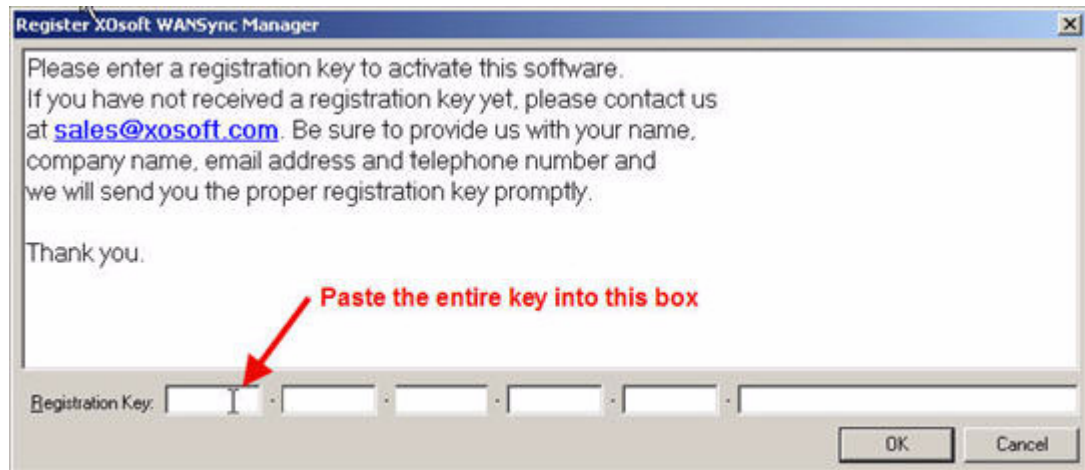 Register XOsoft WANSync Manager
Please enter a registration key to activate this software.
If you have not received a registration key yet, please contact us
at sales@xosoft.com. Be sure to provide us with your name,
company name, email address and telephone number and
we will send you the proper registration key promptly.
Thank you.
Paste the entire key into this box
Registration Key: - - - - -
OK Cancel